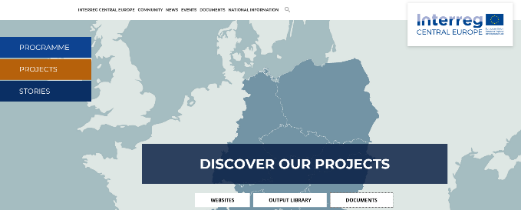 INTERREG CENTRAL EUROPE COMMUNITY NEWS EVENTS DOCUMENTS NATIONAL INFORMATION
Interreg
CENTRAL EUROPE
PROGRAMME
PROJECTS
STORIES
DISCOVER OUR PROJECTS
WEBSITES OUTPUT LIBRARY DOCUMENTS